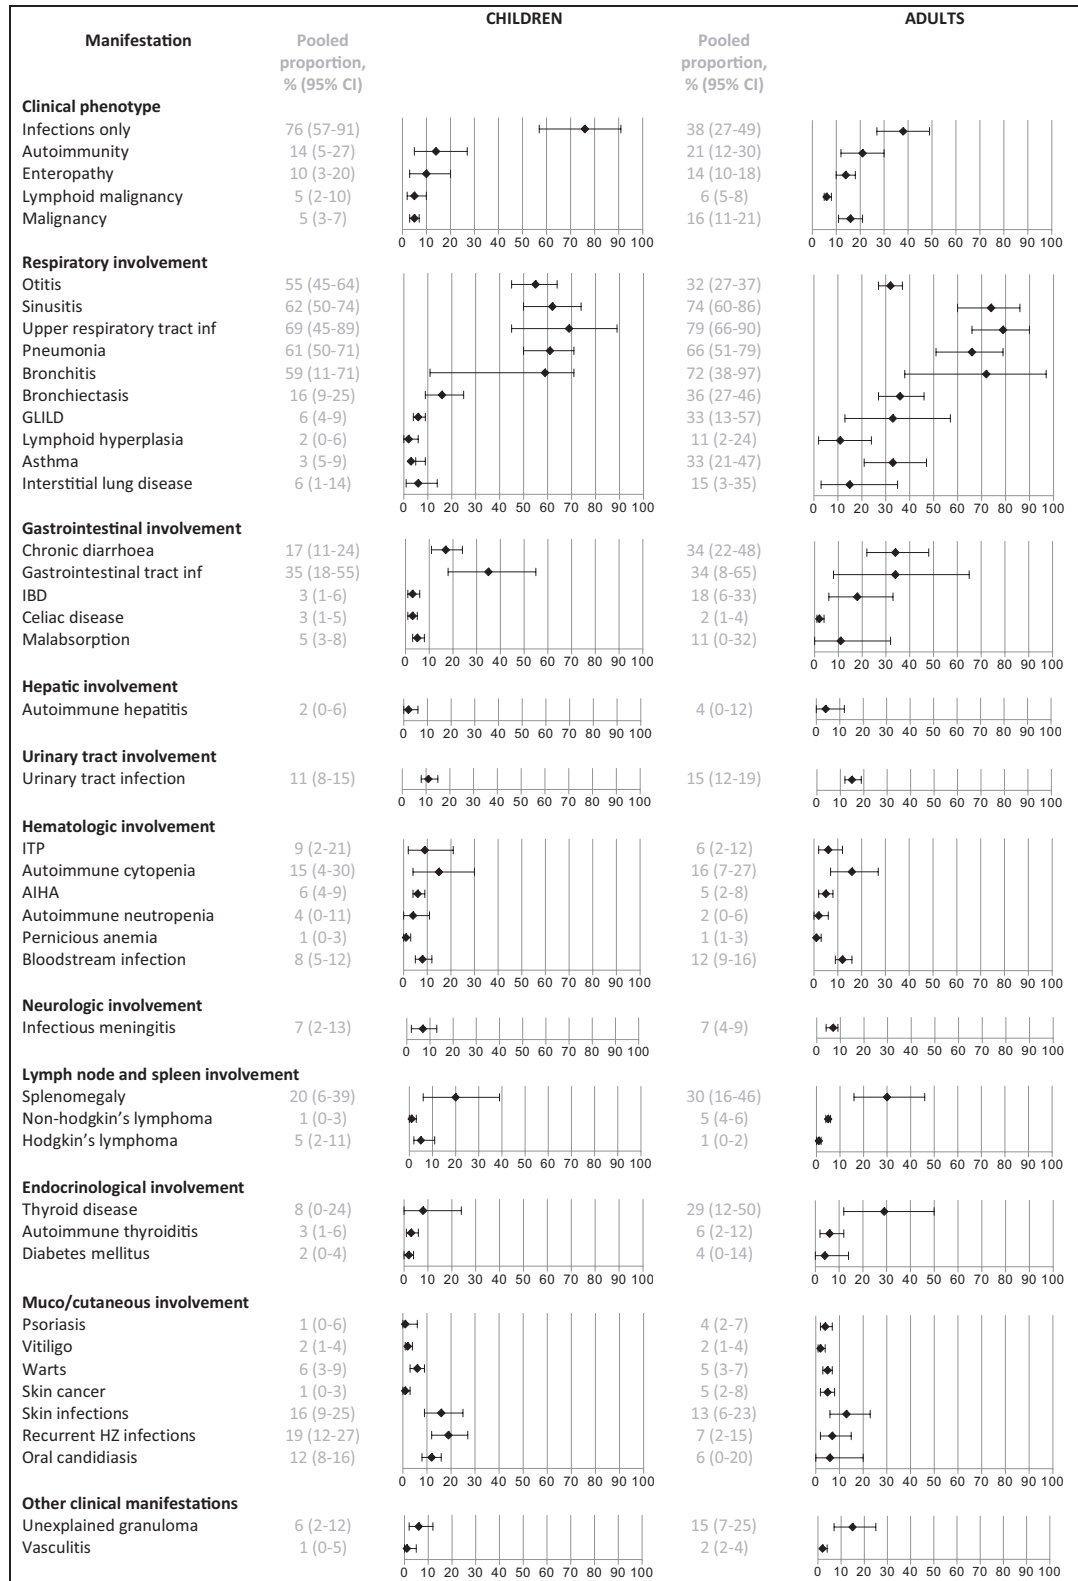 CHILDREN ADULTS
Manifestation Pooled Pooled
proportion, proportion,
% (95% CI) % (95% CI)
Clinical phenotype
Infections only 76 (57-91) 38 (27-49)
Autoimmunity 14 (5-27) 21 (12-30)
Enteropathy 10 (3-20) 14 (10-18)
Lymphoid malignancy 5 (2-10) 6 (5-8)
Malignancy 5 (3-7) 16 (11-21)
0 10 20 30 40 50 60 70 80 90 100 0 10 20 30 40 50 60 70 80 90 100
Respiratory involvement
Otitis 55 (45-64) 32 (27-37)
Sinusitis 62 (50-74) 74 (60-86)
Upper respiratory tract inf 69 (45-89) 79 (66-90)
Pneumonia 61 (50-71) 66 (51-79)
Bronchitis 59 (11-71) 72 (38-97)
Bronchiectasis 16 (9-25) 36 (27-46)
GLILD 6 (4-9) 33 (13-57)
Lymphoid hyperplasia 2 (0-6) 11 (2-24)
Asthma 3 (5-9) 33 (21-47)
Interstitial lung disease 6 (1-14) 15 (3-35)
0 10 20 30 40 50 60 70 80 90 100 0 10 20 30 40 50 60 70 80 90 100
Gastrointestinal involvement
Chronic diarrhoea 17 (11-24) 34 (22-48)
Gastrointestinal tract inf 35 (18-55) 34 (8-65)
IBD 3 (1-6) 18 (6-33)
Celiac disease 3 (1-5) 2 (1-4)
Malabsorption 5 (3-8) 11 (0-32)
0 10 20 30 40 50 60 70 80 90 100 0 10 20 30 40 50 60 70 80 90 100
Hepatic involvement
Autoimmune hepatitis 2 (0-6) 4 (0-12)
0 10 20 30 40 50 60 70 80 90 100 0 10 20 30 40 50 60 70 80 90 100
Urinary tract involvement
Urinary tract infection 11 (8-15) 15 (12-19)
0 10 20 30 40 50 60 70 80 90 100 0 10 20 30 40 50 60 70 80 90 100
Hematologic involvement
ITP 9 (2-21) 6 (2-12)
Autoimmune cytopenia 15 (4-30) 16 (7-27)
AIHA 6 (4-9) 5 (2-8)
Autoimmune neutropenia 4 (0-11) 2 (0-6)
Pernicious anemia 1 (0-3) 1 (1-3)
Bloodstream infection 8 (5-12) 12 (9-16)
0 10 20 30 40 50 60 70 80 90 100 0 10 20 30 40 50 60 70 80 90 100
Neurologic involvement
Infectious meningitis 7 (2-13) 7 (4-9)
0 10 20 30 40 50 60 70 80 90 100 0 10 20 30 40 50 60 70 80 90 100
Lymph node and spleen involvement
Splenomegaly 20 (6-39) 30 (16-46)
Non-hodgkin's lymphoma 1 (0-3) 5 (4-6)
Hodgkin's lymphoma 5 (2-11) 1 (0-2)
0 10 20 30 40 50 60 70 80 90 100 0 10 20 30 40 50 60 70 80 90 100
Endocrinological involvement
Thyroid disease 8 (0-24) 29 (12-50)
Autoimmune thyroiditis 3 (1-6) 6 (2-12)
Diabetes mellitus 2 (0-4) 4 (0-14)
0 10 20 30 40 50 60 70 80 90 100 0 10 20 30 40 50 60 70 80 90 100
Muco/cutaneous involvement
Psoriasis 1 (0-6) 4 (2-7)
Vitiligo 2 (1-4) 2 (1-4)
Warts 6 (3-9) 5 (3-7)
Skin cancer 1 (0-3) 5 (2-8)
Skin infections 16 (9-25) 13 (6-23)
Recurrent HZ infections 19 (12-27) 7 (2-15)
Oral candidiasis 12 (8-16) 6 (0-20)
0 10 20 30 40 50 60 70 80 90 100 0 10 20 30 40 50 60 70 80 90 100
Other clinical manifestations
Unexplained granuloma 6 (2-12) 15 (7-25)
Vasculitis 1 (0-5) 2 (2-4)
0 10 20 30 40 50 60 70 80 90 100 0 10 20 30 40 50 60 70 80 90 100